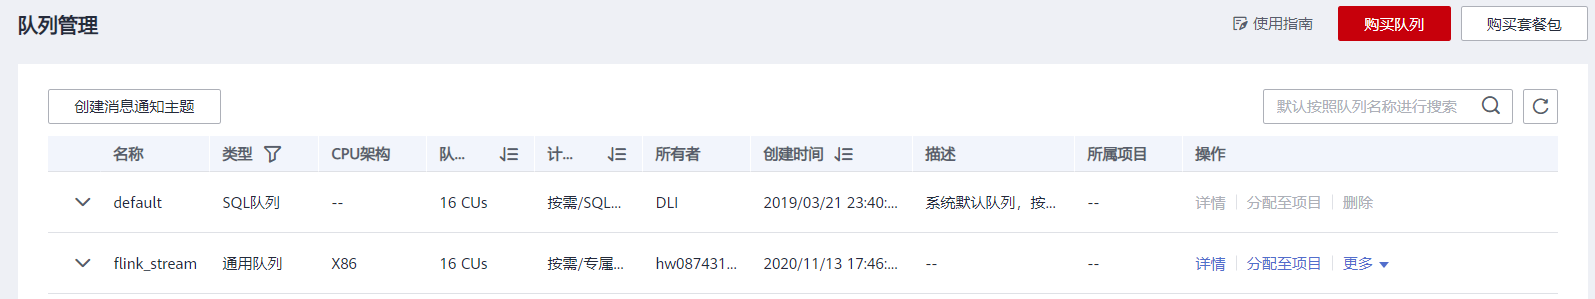 队列管理
使用指南 购买队列 购买套餐包
创建消息通知主题 默认按照队列名称进行搜索
名称 类型 CPU架构 队... 计... 所有者 创建时间 描述 所属项目 操作
default SQL队列 -- 16 CUs 按需/SQL... DLI 2019/03/21 23:40:... 系统默认队列，按... -- 详情 分配至项目 删除
flink_stream 通用队列 X86 16 CUs 按需/专属... hw087431... 2020/11/13 17:46:... -- -- 详情 分配至项目 更多